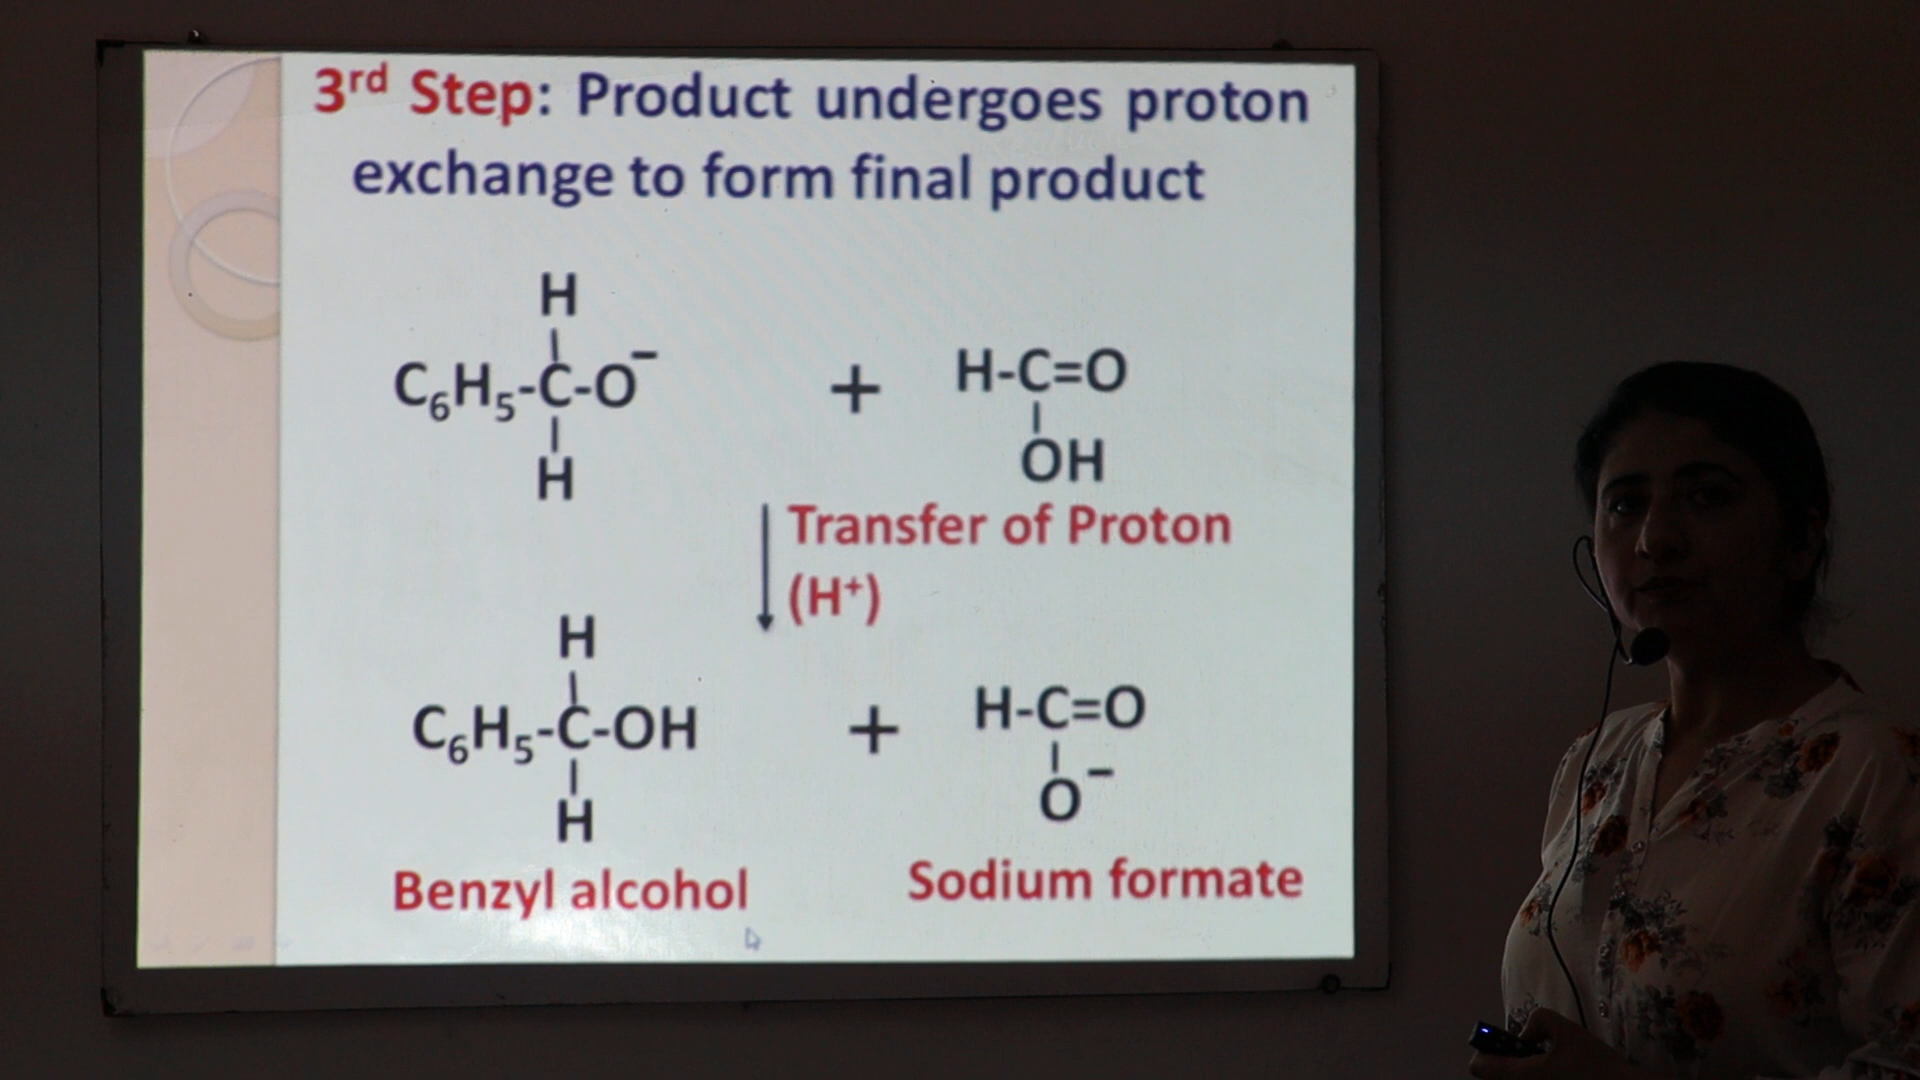 3rd Step: Product undergoes proton
exchange to form final product
H
C6H5-C-O− + H-C=O
H OH
Transfer of Proton
(H+)
H
C6H5-C-OH + H-C=O
O−
H
Benzyl alcohol Sodium formate